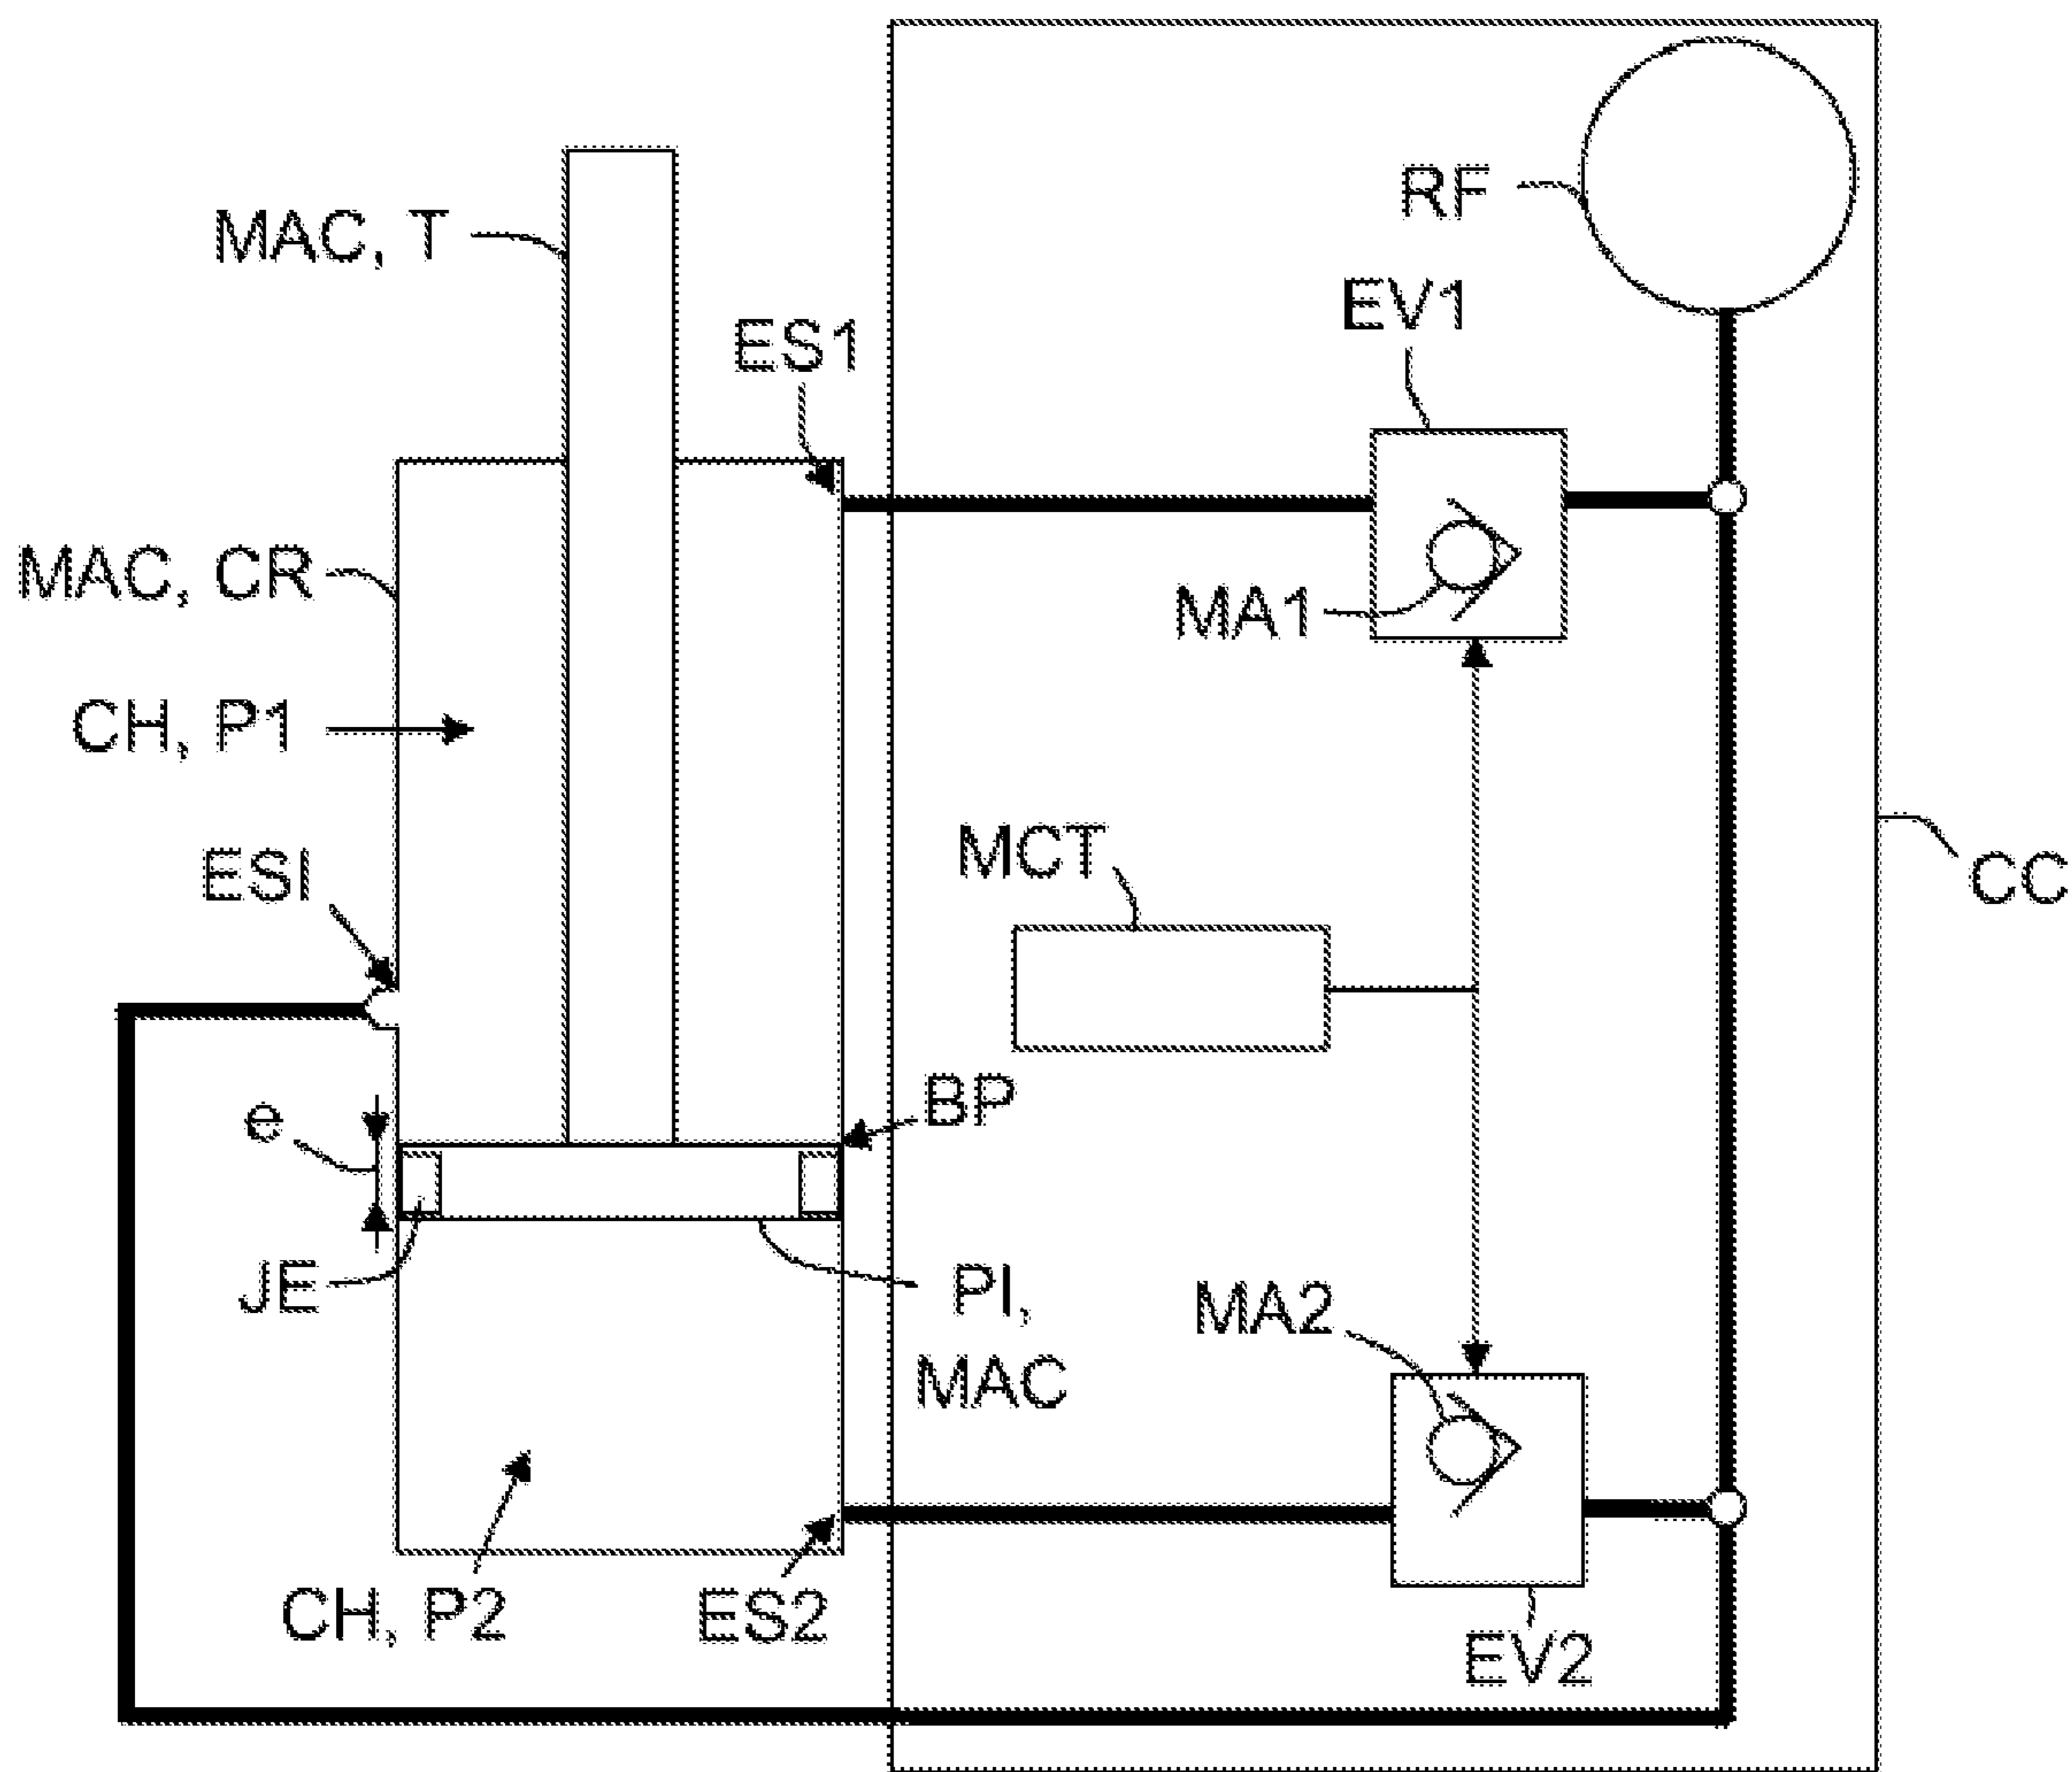 RF
MAC, T
EV1
ES1
MAC, CR
MA1
CH, P1
MCT
ESI
CC
BP
e
JE
PI,
MAC
MA2
CH, P2
ES2
EV2